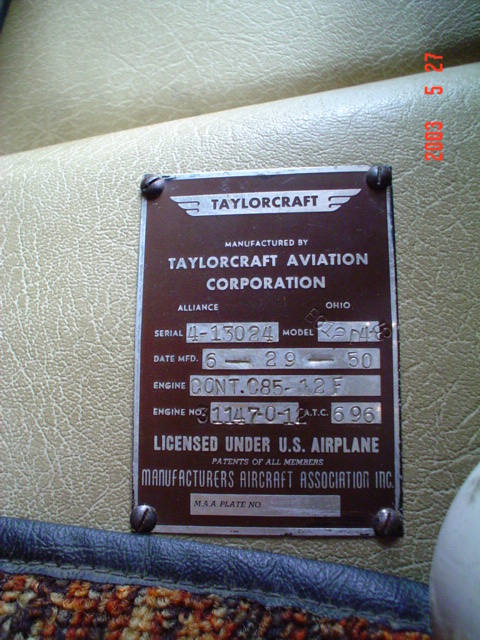 TAYLORCRAFT
MANUFACTURED BY
TAYLORCRAFT AVIATION
CORPORATION
ALLIANCE OHIO
SERIAL 4-13024 MODEL
DATE MFD. 6 - 29 - 50
ENGINE CONT. C85-12F
ENGINE NO. 31147-0-12 A.T.C. 696
LICENSED UNDER U.S. AIRPLANE
PATENTS OF ALL MEMBERS
MANUFACTURERS AIRCRAFT ASSOCIATION INC.
M.A.A PLATE NO.
2003 5 27